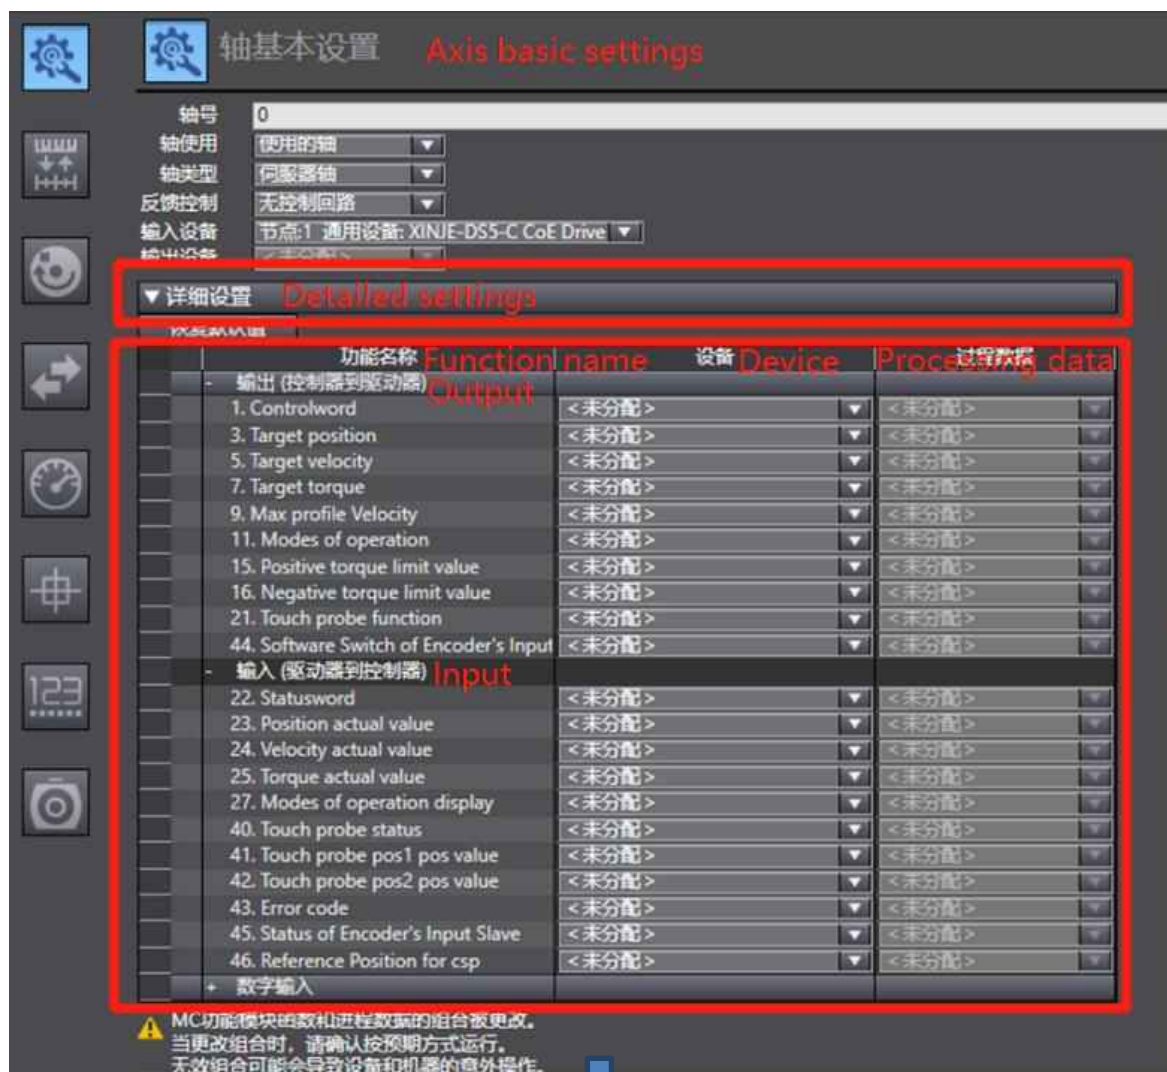 轴基本设置 Axis basic settings
轴号 0
轴使用 使用的轴
轴类型 伺服器轴
反馈控制 无控制回路
输入设备 节点:1 通用设备: XINJE-DS5-C CoE Drive
输出设备 <未分配>
▼详细设置 Detailed settings
恢复默认值
功能名称 Function name 设备 Device 过程数据 Processing data
- 输出 (控制器到驱动器) Output
1. Controlword <未分配> <未分配>
3. Target position <未分配> <未分配>
5. Target velocity <未分配> <未分配>
7. Target torque <未分配> <未分配>
9. Max profile Velocity <未分配> <未分配>
11. Modes of operation <未分配> <未分配>
15. Positive torque limit value <未分配> <未分配>
16. Negative torque limit value <未分配> <未分配>
21. Touch probe function <未分配> <未分配>
44. Software Switch of Encoder's Input <未分配> <未分配>
- 输入 (驱动器到控制器) Input
22. Statusword <未分配> <未分配>
23. Position actual value <未分配> <未分配>
24. Velocity actual value <未分配> <未分配>
25. Torque actual value <未分配> <未分配>
27. Modes of operation display <未分配> <未分配>
40. Touch probe status <未分配> <未分配>
41. Touch probe pos1 pos value <未分配> <未分配>
42. Touch probe pos2 pos value <未分配> <未分配>
43. Error code <未分配> <未分配>
45. Status of Encoder's Input Slave <未分配> <未分配>
46. Reference Position for csp <未分配> <未分配>
+ 数字输入
MC功能模块函数和进程数据的组合被更改。
当更改组合时，请确认按预期方式运行。
无效组合可能会导致设备和机器的意外操作。
123